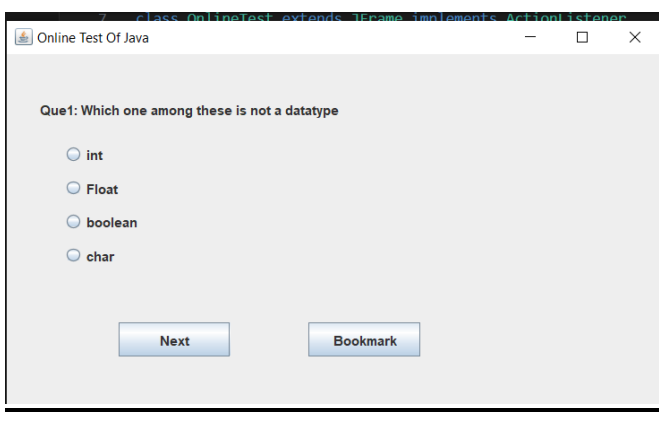 7 class OnlineTest extends JFrame implements ActionListener
Online Test Of Java
Que1: Which one among these is not a datatype
int
Float
boolean
char
Next Bookmark